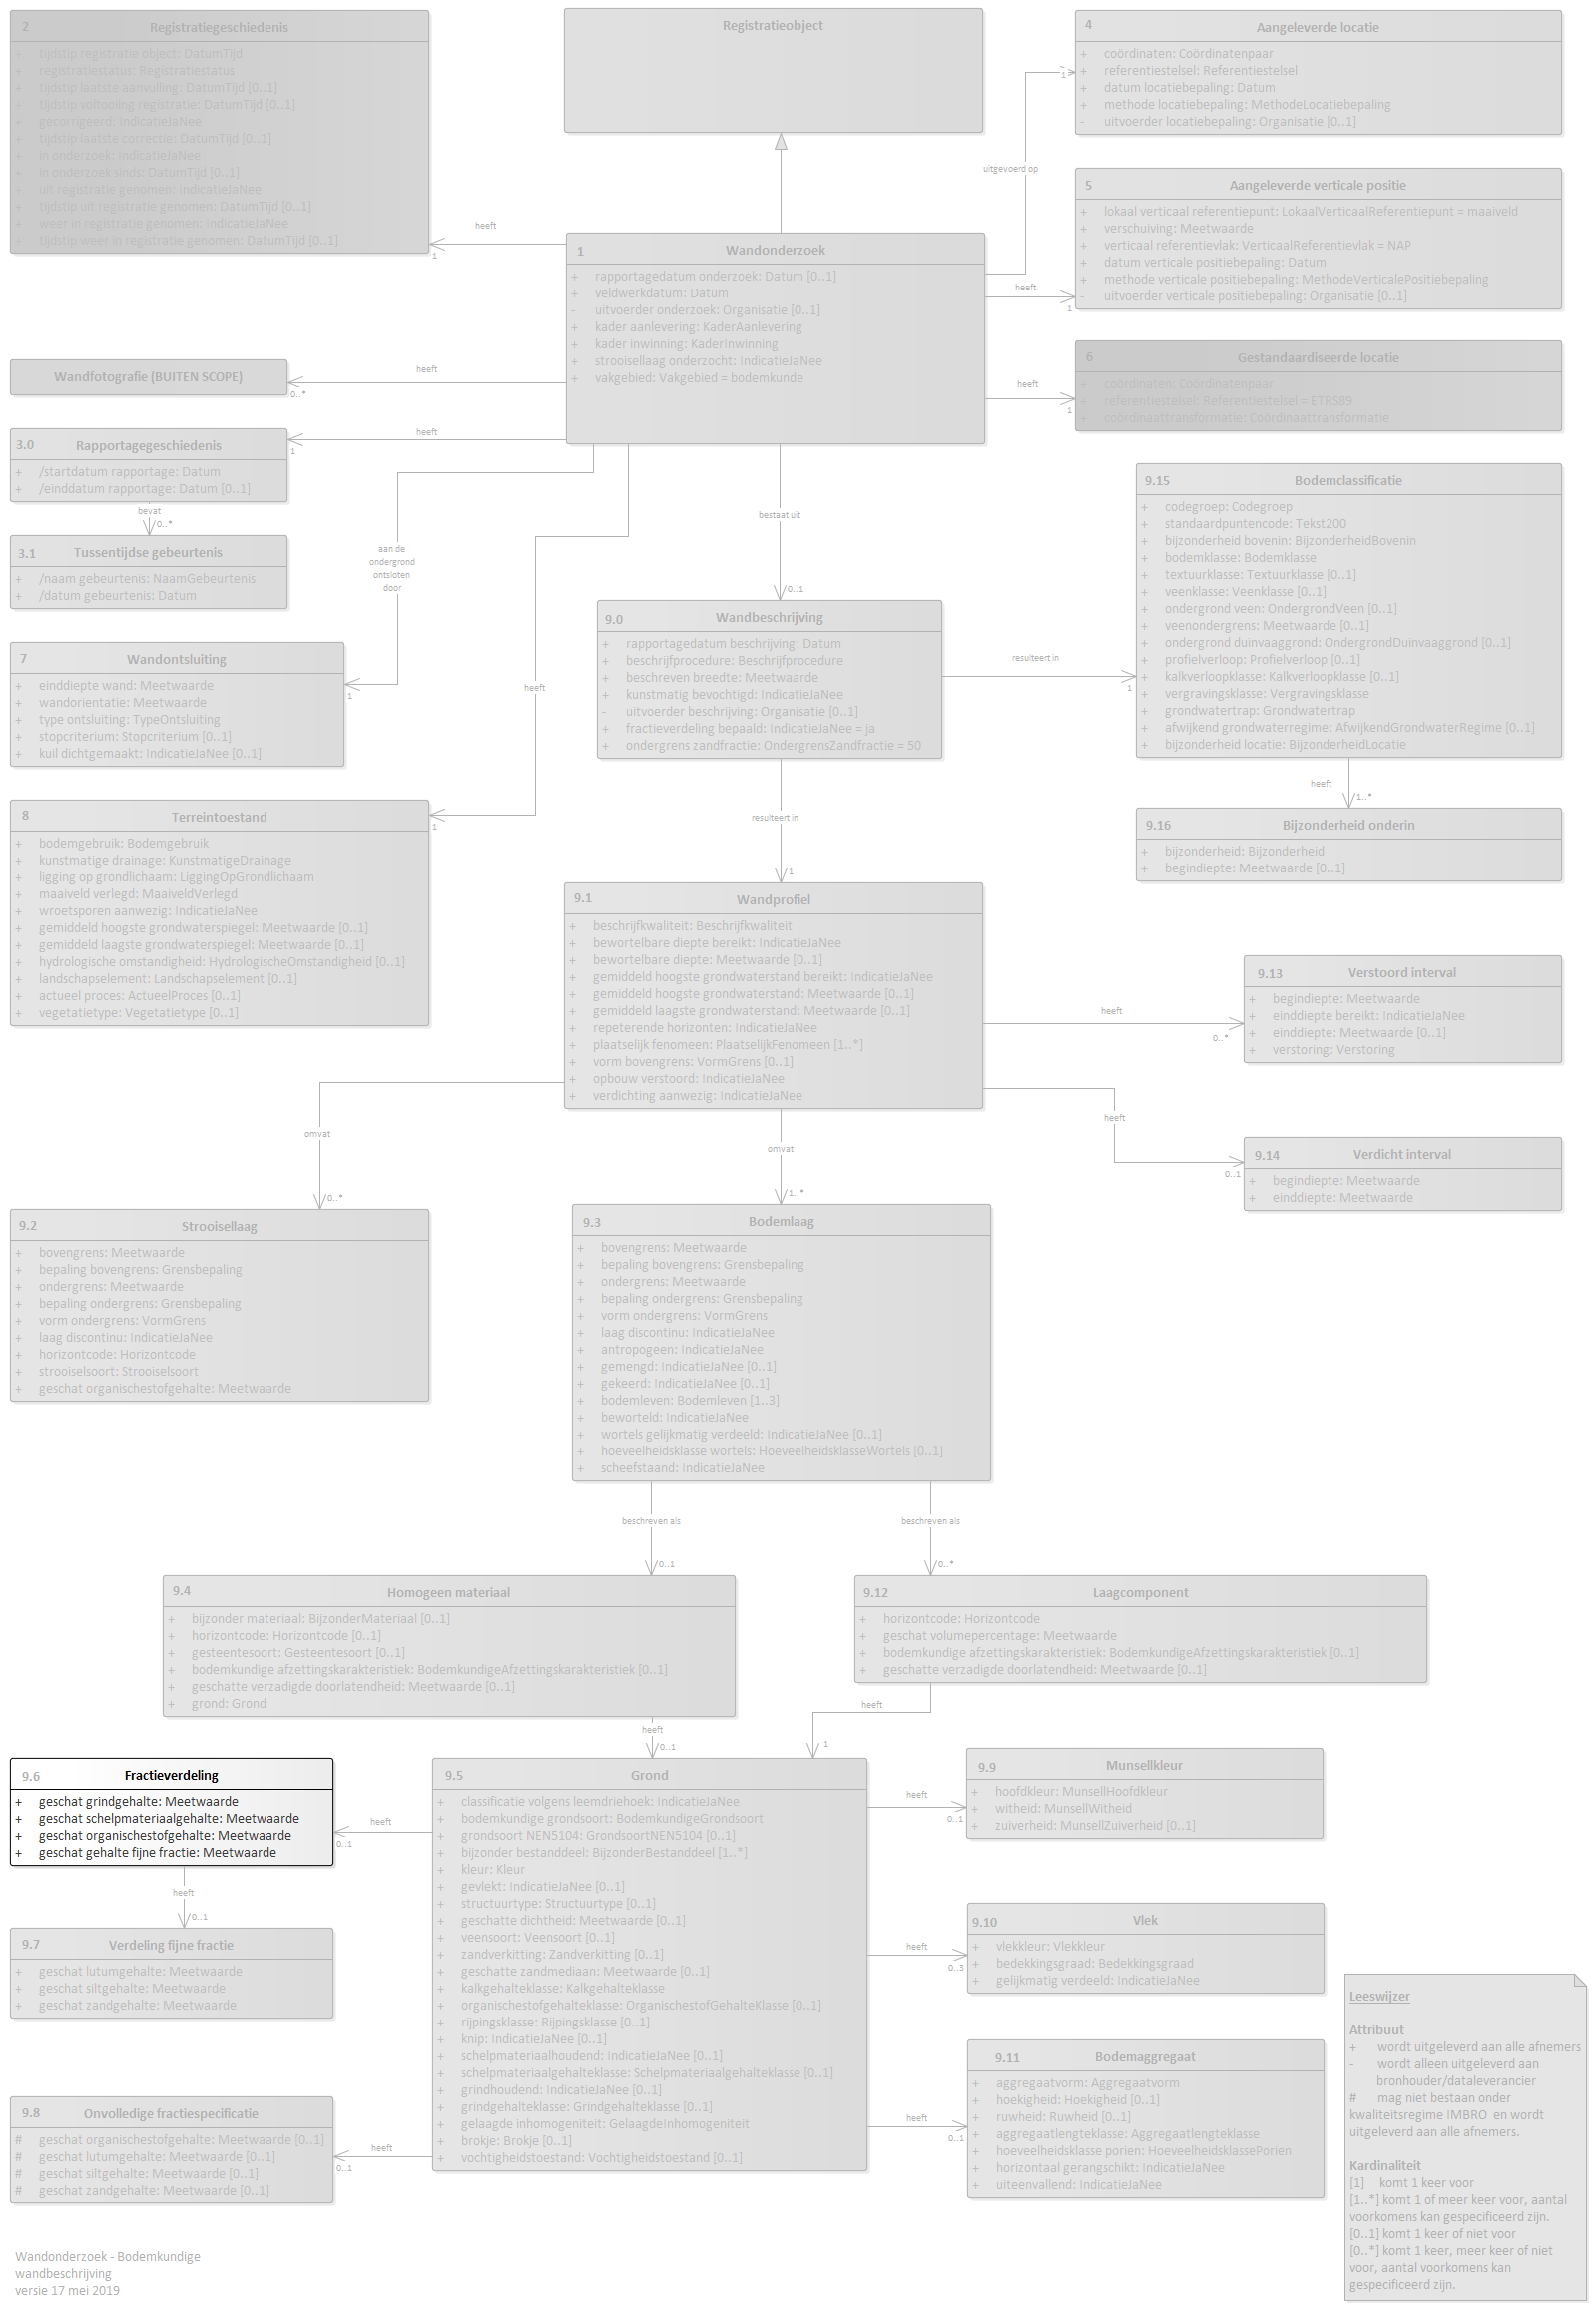 2 Registratiegeschiedenis
+ tijdstip registratie object: DatumTijd
+ registratiestatus: Registratiestatus
+ tijdstip laatste aanvulling: DatumTijd [0..1]
+ tijdstip voltooiing registratie: DatumTijd [0..1]
+ gecorrigeerd: IndicatieJaNee
+ tijdstip laatste correctie: DatumTijd [0..1]
+ in onderzoek: IndicatieJaNee
+ in onderzoek sinds: DatumTijd [0..1]
+ uit registratie genomen: IndicatieJaNee
+ tijdstip uit registratie genomen: DatumTijd [0..1]
+ weer in registratie genomen: IndicatieJaNee
+ tijdstip weer in registratie genomen: DatumTijd [0..1]
Registratieobject
4 Aangeleverde locatie
+ coördinaten: Coördinatenpaar
+ referentiestelsel: Referentiestelsel
+ datum locatiebepaling: Datum
+ methode locatiebepaling: MethodeLocatiebepaling
- uitvoerder locatiebepaling: Organisatie [0..1]
1
uitgevoerd op
5 Aangeleverde verticale positie
+ lokaal verticaal referentiepunt: LokaalVerticaalReferentiepunt = maaiveld
+ verschuiving: Meetwaarde
+ verticaal referentievlak: VerticaalReferentievlak = NAP
+ datum verticale positiebepaling: Datum
+ methode verticale positiebepaling: MethodeVerticalePositiebepaling
- uitvoerder verticale positiebepaling: Organisatie [0..1]
heeft
1
heeft
1
1 Wandonderzoek
+ rapportagedatum onderzoek: Datum [0..1]
+ veldwerkdatum: Datum
- uitvoerder onderzoek: Organisatie [0..1]
+ kader aanlevering: KaderAanlevering
+ kader inwinning: KaderInwinning
+ strooisellaag onderzocht: IndicatieJaNee
+ vakgebied: Vakgebied = bodemkunde
6 Gestandaardiseerde locatie
+ coördinaten: Coördinatenpaar
+ referentiestelsel: Referentiestelsel = ETRS89
+ coördinaattransformatie: Coördinaattransformatie
heeft
1
Wandfotografie (BUITEN SCOPE)
heeft
0..*
3.0 Rapportagegeschiedenis
+ /startdatum rapportage: Datum
+ /einddatum rapportage: Datum [0..1]
heeft
1
bevat
0..*
3.1 Tussentijdse gebeurtenis
+ /naam gebeurtenis: NaamGebeurtenis
+ /datum gebeurtenis: Datum
aan de
ondergrond
ontsloten
door
1
bestaat uit
0..1
9.15 Bodemclassificatie
+ codegroep: Codegroep
+ standaardpuntencode: Tekst200
+ bijzonderheid bovenin: BijzonderheidBovenin
+ bodemklasse: Bodemklasse
+ textuurklasse: Textuurklasse [0..1]
+ veenklasse: Veenklasse [0..1]
+ ondergrond veen: OndergrondVeen [0..1]
+ veenondergrens: Meetwaarde [0..1]
+ ondergrond duinvaaggrond: OndergrondDuinvaaggrond [0..1]
+ profielverloop: Profielverloop [0..1]
+ kalkverloopklasse: Kalkverloopklasse [0..1]
+ vergravingsklasse: Vergravingsklasse
+ grondwatertrap: Grondwatertrap
+ afwijkend grondwaterregime: AfwijkendGrondwaterRegime [0..1]
+ bijzonderheid locatie: BijzonderheidLocatie
9.0 Wandbeschrijving
+ rapportagedatum beschrijving: Datum
+ beschrijfprocedure: Beschrijfprocedure
+ beschreven breedte: Meetwaarde
+ kunstmatig bevochtigd: IndicatieJaNee
- uitvoerder beschrijving: Organisatie [0..1]
+ fractieverdeling bepaald: IndicatieJaNee = ja
+ ondergrens zandfractie: OndergrensZandfractie = 50
resulteert in
1
7 Wandontsluiting
+ einddiepte wand: Meetwaarde
+ wandorientatie: Meetwaarde
+ type ontsluiting: TypeOntsluiting
+ stopcriterium: Stopcriterium [0..1]
+ kuil dichtgemaakt: IndicatieJaNee [0..1]
heeft
1
8 Terreintoestand
+ bodemgebruik: Bodemgebruik
+ kunstmatige drainage: KunstmatigeDrainage
+ ligging op grondlichaam: LiggingOpGrondlichaam
+ maaiveld verlegd: MaaiveldVerlegd
+ wroetsporen aanwezig: IndicatieJaNee
+ gemiddeld hoogste grondwaterspiegel: Meetwaarde [0..1]
+ gemiddeld laagste grondwaterspiegel: Meetwaarde [0..1]
+ hydrologische omstandigheid: HydrologischeOmstandigheid [0..1]
+ landschapselement: Landschapselement [0..1]
+ actueel proces: ActueelProces [0..1]
+ vegetatietype: Vegetatietype [0..1]
resulteert in
1
heeft
1..*
9.16 Bijzonderheid onderin
+ bijzonderheid: Bijzonderheid
+ begindiepte: Meetwaarde [0..1]
9.1 Wandprofiel
+ beschrijfkwaliteit: Beschrijfkwaliteit
+ bewortelbare diepte bereikt: IndicatieJaNee
+ bewortelbare diepte: Meetwaarde [0..1]
+ gemiddeld hoogste grondwaterstand bereikt: IndicatieJaNee
+ gemiddeld hoogste grondwaterstand: Meetwaarde [0..1]
+ gemiddeld laagste grondwaterstand: Meetwaarde [0..1]
+ repeterende horizonten: IndicatieJaNee
+ plaatselijk fenomeen: PlaatselijkFenomeen [1..*]
+ vorm bovengrens: VormGrens [0..1]
+ opbouw verstoord: IndicatieJaNee
+ verdichting aanwezig: IndicatieJaNee
heeft
0..*
9.13 Verstoord interval
+ begindiepte: Meetwaarde
+ einddiepte bereikt: IndicatieJaNee
+ einddiepte: Meetwaarde [0..1]
+ verstoring: Verstoring
heeft
0..1
9.14 Verdicht interval
+ begindiepte: Meetwaarde
+ einddiepte: Meetwaarde
omvat
0..*
omvat
1..*
9.2 Strooisellaag
+ bovengrens: Meetwaarde
+ bepaling bovengrens: Grensbepaling
+ ondergrens: Meetwaarde
+ bepaling ondergrens: Grensbepaling
+ vorm ondergrens: VormGrens
+ laag discontinu: IndicatieJaNee
+ horizontcode: Horizontcode
+ strooiselsoort: Strooiselsoort
+ geschat organischestofgehalte: Meetwaarde
9.3 Bodemlaag
+ bovengrens: Meetwaarde
+ bepaling bovengrens: Grensbepaling
+ ondergrens: Meetwaarde
+ bepaling ondergrens: Grensbepaling
+ vorm ondergrens: VormGrens
+ laag discontinu: IndicatieJaNee
+ antropogeen: IndicatieJaNee
+ gemengd: IndicatieJaNee [0..1]
+ gekeerd: IndicatieJaNee [0..1]
+ bodemleven: Bodemleven [1..3]
+ beworteld: IndicatieJaNee
+ wortels gelijkmatig verdeeld: IndicatieJaNee [0..1]
+ hoeveelheidsklasse wortels: HoeveelheidsklasseWortels [0..1]
+ scheefstaand: IndicatieJaNee
beschreven als
0..1
beschreven als
0..*
9.4 Homogeen materiaal
+ bijzonder materiaal: BijzonderMateriaal [0..1]
+ horizontcode: Horizontcode [0..1]
+ gesteentesoort: Gesteentesoort [0..1]
+ bodemkundige afzettingskarakteristiek: BodemkundigeAfzettingskarakteristiek [0..1]
+ geschatte verzadigde doorlatendheid: Meetwaarde [0..1]
+ grond: Grond
9.12 Laagcomponent
+ horizontcode: Horizontcode
+ geschat volumepercentage: Meetwaarde
+ bodemkundige afzettingskarakteristiek: BodemkundigeAfzettingskarakteristiek [0..1]
+ geschatte verzadigde doorlatendheid: Meetwaarde [0..1]
heeft
0..1
heeft
1
9.6 Fractieverdeling
+ geschat grindgehalte: Meetwaarde
+ geschat schelpmateriaalgehalte: Meetwaarde
+ geschat organischestofgehalte: Meetwaarde
+ geschat gehalte fijne fractie: Meetwaarde
heeft
0..1
9.5 Grond
+ classificatie volgens leemdriehoek: IndicatieJaNee
+ bodemkundige grondsoort: BodemkundigeGrondsoort
+ grondsoort NEN5104: GrondsoortNEN5104 [0..1]
+ bijzonder bestanddeel: BijzonderBestanddeel [1..*]
+ kleur: Kleur
+ gevlekt: IndicatieJaNee [0..1]
+ structuurtype: Structuurtype [0..1]
+ geschatte dichtheid: Meetwaarde [0..1]
+ veensoort: Veensoort [0..1]
+ zandverkitting: Zandverkitting [0..1]
+ geschatte zandmediaan: Meetwaarde [0..1]
+ kalkgehalteklasse: Kalkgehalteklasse
+ organischestofgehalteklasse: OrganischestofGehalteKlasse [0..1]
+ rijpingsklasse: Rijpingsklasse [0..1]
+ knip: IndicatieJaNee [0..1]
+ schelpmateriaalhoudend: IndicatieJaNee [0..1]
+ schelpmateriaalgehalteklasse: Schelpmateriaalgehalteklasse [0..1]
+ grindhoudend: IndicatieJaNee [0..1]
+ grindgehalteklasse: Grindgehalteklasse [0..1]
+ gelaagde inhomogeniteit: GelaagdeInhomogeniteit
+ brokje: Brokje [0..1]
+ vochtigheidstoestand: Vochtigheidstoestand [0..1]
heeft
0..1
9.9 Munsellkleur
+ hoofdkleur: MunsellHoofdkleur
+ witheid: MunsellWitheid
+ zuiverheid: MunsellZuiverheid [0..1]
heeft
0..1
9.7 Verdeling fijne fractie
+ geschat lutumgehalte: Meetwaarde
+ geschat siltgehalte: Meetwaarde
+ geschat zandgehalte: Meetwaarde
heeft
0..3
9.10 Vlek
+ vlekkleur: Vlekkleur
+ bedekkingsgraad: Bedekkingsgraad
+ gelijkmatig verdeeld: IndicatieJaNee
heeft
0..1
9.11 Bodemaggregaat
+ aggregaatvorm: Aggregaatvorm
+ hoekigheid: Hoekigheid [0..1]
+ ruwheid: Ruwheid [0..1]
+ aggregaatlengteklasse: Aggregaatlengteklasse
+ hoeveelheidsklasse porien: HoeveelheidsklassePorien
+ horizontaal gerangschikt: IndicatieJaNee
+ uiteenvallend: IndicatieJaNee
9.8 Onvolledige fractiespecificatie
# geschat organischestofgehalte: Meetwaarde [0..1]
# geschat lutumgehalte: Meetwaarde [0..1]
# geschat siltgehalte: Meetwaarde [0..1]
# geschat zandgehalte: Meetwaarde [0..1]
heeft
0..1
Leeswijzer
Attribuut
+ wordt uitgeleverd aan alle afnemers
- wordt alleen uitgeleverd aan
bronhouder/dataleverancier
# mag niet bestaan onder
kwaliteitsregime IMBRO en wordt
uitgeleverd aan alle afnemers.
Kardinaliteit
[1] komt 1 keer voor
[1..*] komt 1 of meer keer voor, aantal
voorkomens kan gespecificeerd zijn.
[0..1] komt 1 keer of niet voor
[0..*] komt 1 keer, meer keer of niet
voor, aantal voorkomens kan
gespecificeerd zijn.
Wandonderzoek - Bodemkundige
wandbeschrijving
versie 17 mei 2019